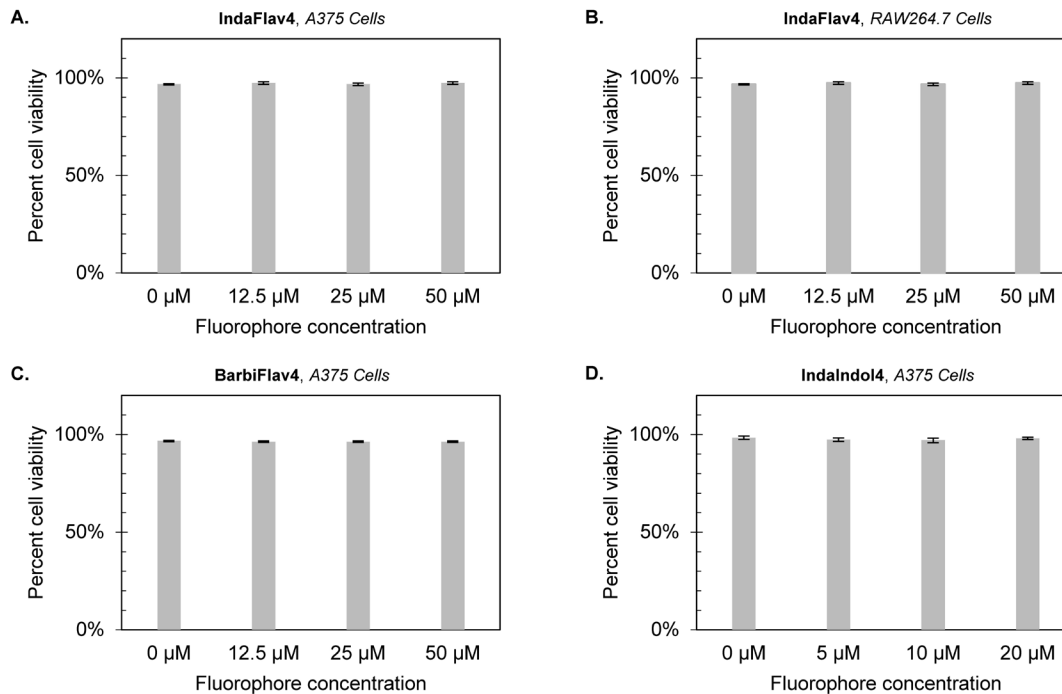 A. IndaFlav4, A375 Cells
Percent cell viability
100%
50%
0%
0 µM 12.5 µM 25 µM 50 µM
Fluorophore concentration
B. IndaFlav4, RAW264.7 Cells
Percent cell viability
100%
50%
0%
0 µM 12.5 µM 25 µM 50 µM
Fluorophore concentration
C. BarbiFlav4, A375 Cells
Percent cell viability
100%
50%
0%
0 µM 12.5 µM 25 µM 50 µM
Fluorophore concentration
D. IndaIndol4, A375 Cells
Percent cell viability
100%
50%
0%
0 µM 5 µM 10 µM 20 µM
Fluorophore concentration